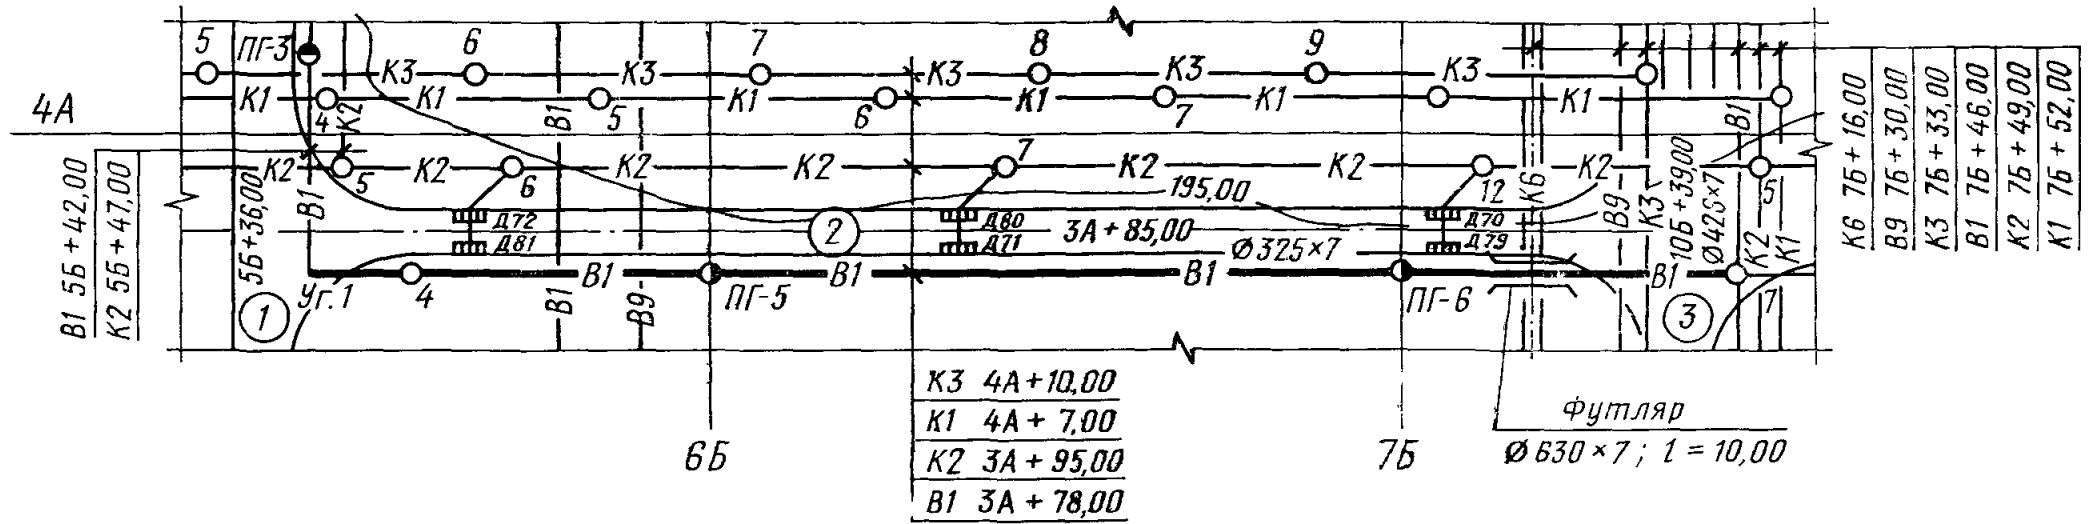 5
ПГ-3
6
7
8
9
К3
К3
К3
К3
К3
К1
К1
К1
К1
К1
К1
4А
4
К2
В1
5
6
7
В1
К2
К2
К2
К2
К2
К2
К2
5
6
7
12
К6
5
195,00
В1 5Б+42,00
К2 5Б+47,00
5Б+36,00
В1
Д72
Д81
2
Д80
Д71
3А+85,00
Ø325×7
Д70
Д79
В9
К3
10Б+39,00
Ø426×7
К2
К1
1
Уг.1
4
В1
В1
В9
ПГ-5
В1
В1
ПГ-6
В1
3
7
К6 7Б+16,00
В9 7Б+30,00
К3 7Б+33,00
В1 7Б+46,00
К2 7Б+49,00
К1 7Б+52,00
6Б
К3 4А+10,00
К1 4А+7,00
К2 3А+95,00
В1 3А+78,00
7Б
Футляр
Ø630×7; l=10,00